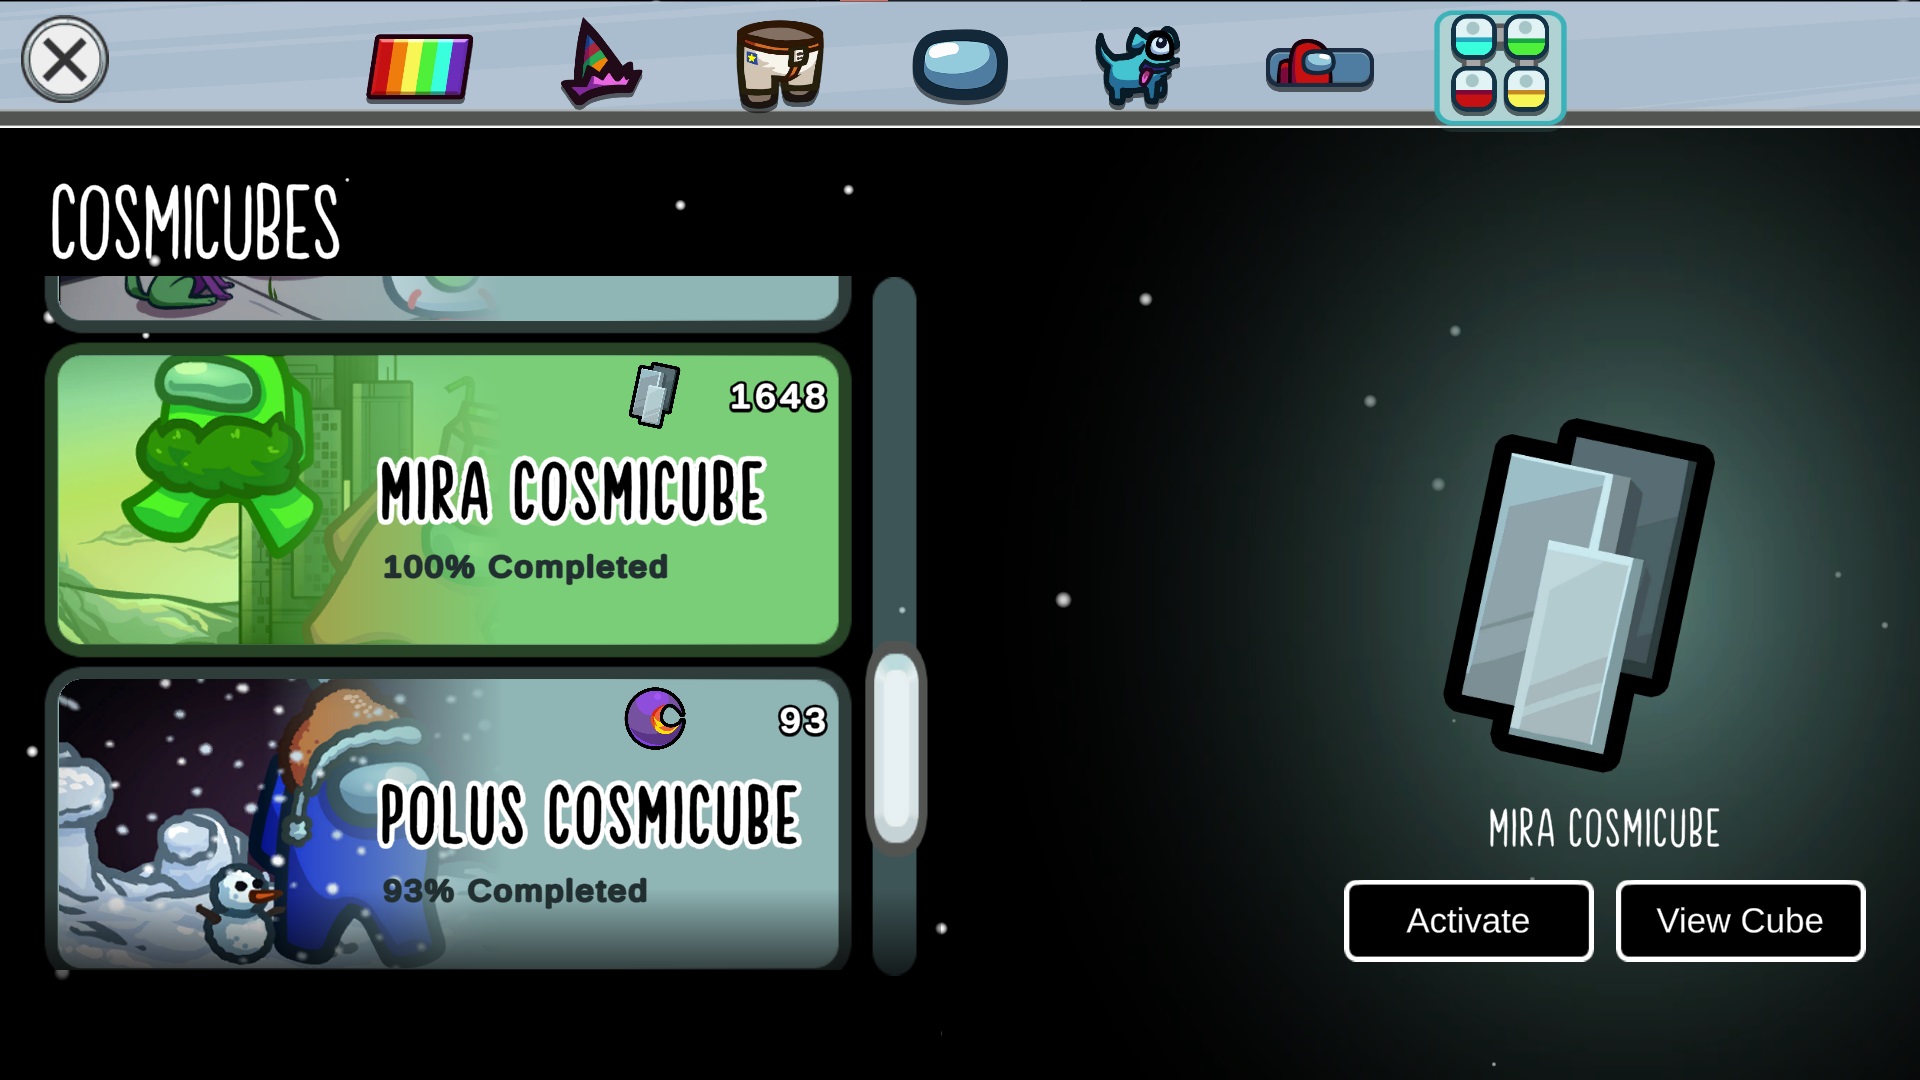 COSMICUBES
1648
MIRA COSMICUBE
100% Completed
93
POLUS COSMICUBE
93% Completed
MIRA COSMICUBE
Activate
View Cube